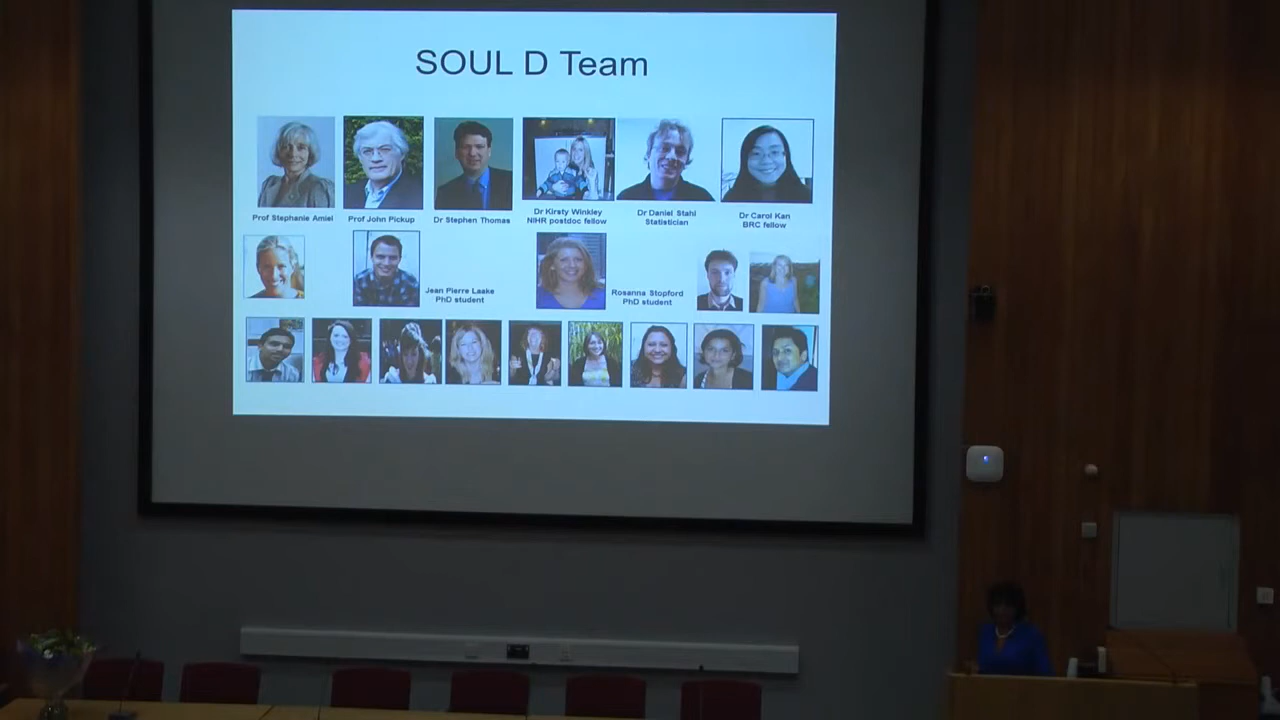 SOUL D Team
Prof Stephanie Amiel
Prof John Pickup
Dr Stephen Thomas
Dr Kirsty Winkley
NIHR postdoc fellow
Dr Daniel Stahl
Statistician
Dr Carol Kan
BRC fellow
Jean Pierre Laake
PhD student
Rosanna Stopford
PhD student